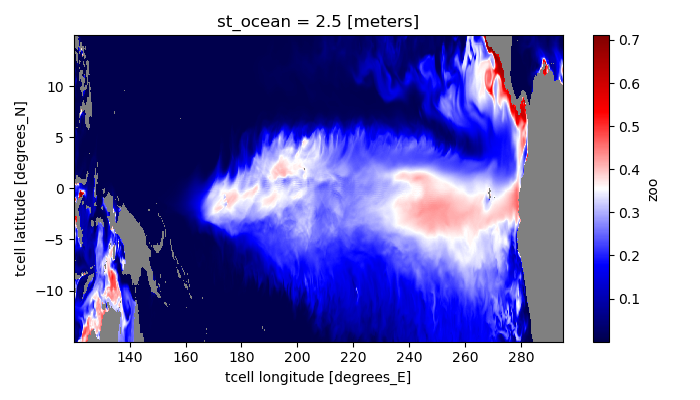 st_ocean = 2.5 [meters]
10
5
0
−5
−10
tcell latitude [degrees_N]
140 160 180 200 220 240 260 280
tcell longitude [degrees_E]
0.7
0.6
0.5
0.4
0.3
0.2
0.1
zoo